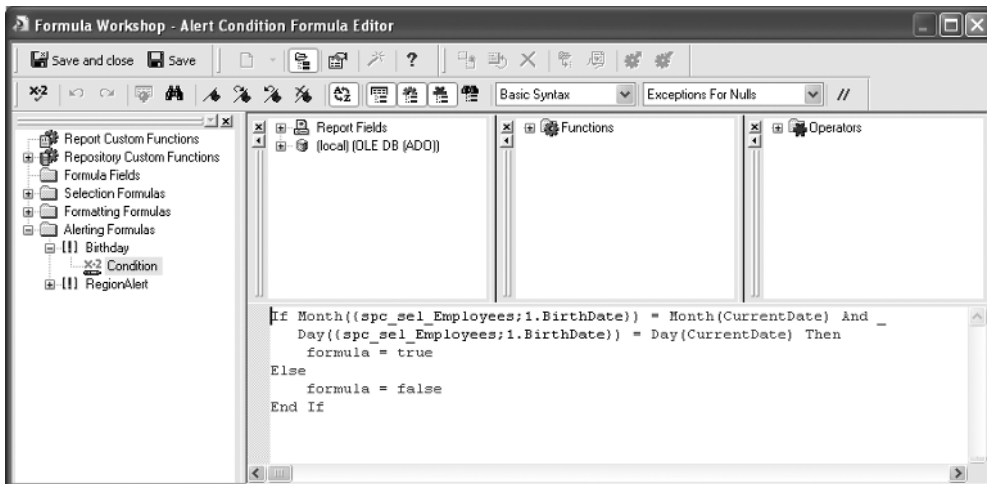 Formula Workshop - Alert Condition Formula Editor
Save and close Save ?
x+2 Basic Syntax Exceptions For Nulls //
Report Custom Functions
Repository Custom Functions
Formula Fields
Selection Formulas
Formatting Formulas
Alerting Formulas
[!] Birthday
x+2 Condition
[!] RegionAlert
Report Fields
(local) (OLE DB (ADO))
Functions
Operators
If Month((spc_sel_Employees;1.BirthDate)) = Month(CurrentDate) And _
Day((spc_sel_Employees;1.BirthDate)) = Day(CurrentDate) Then
formula = true
Else
formula = false
End If